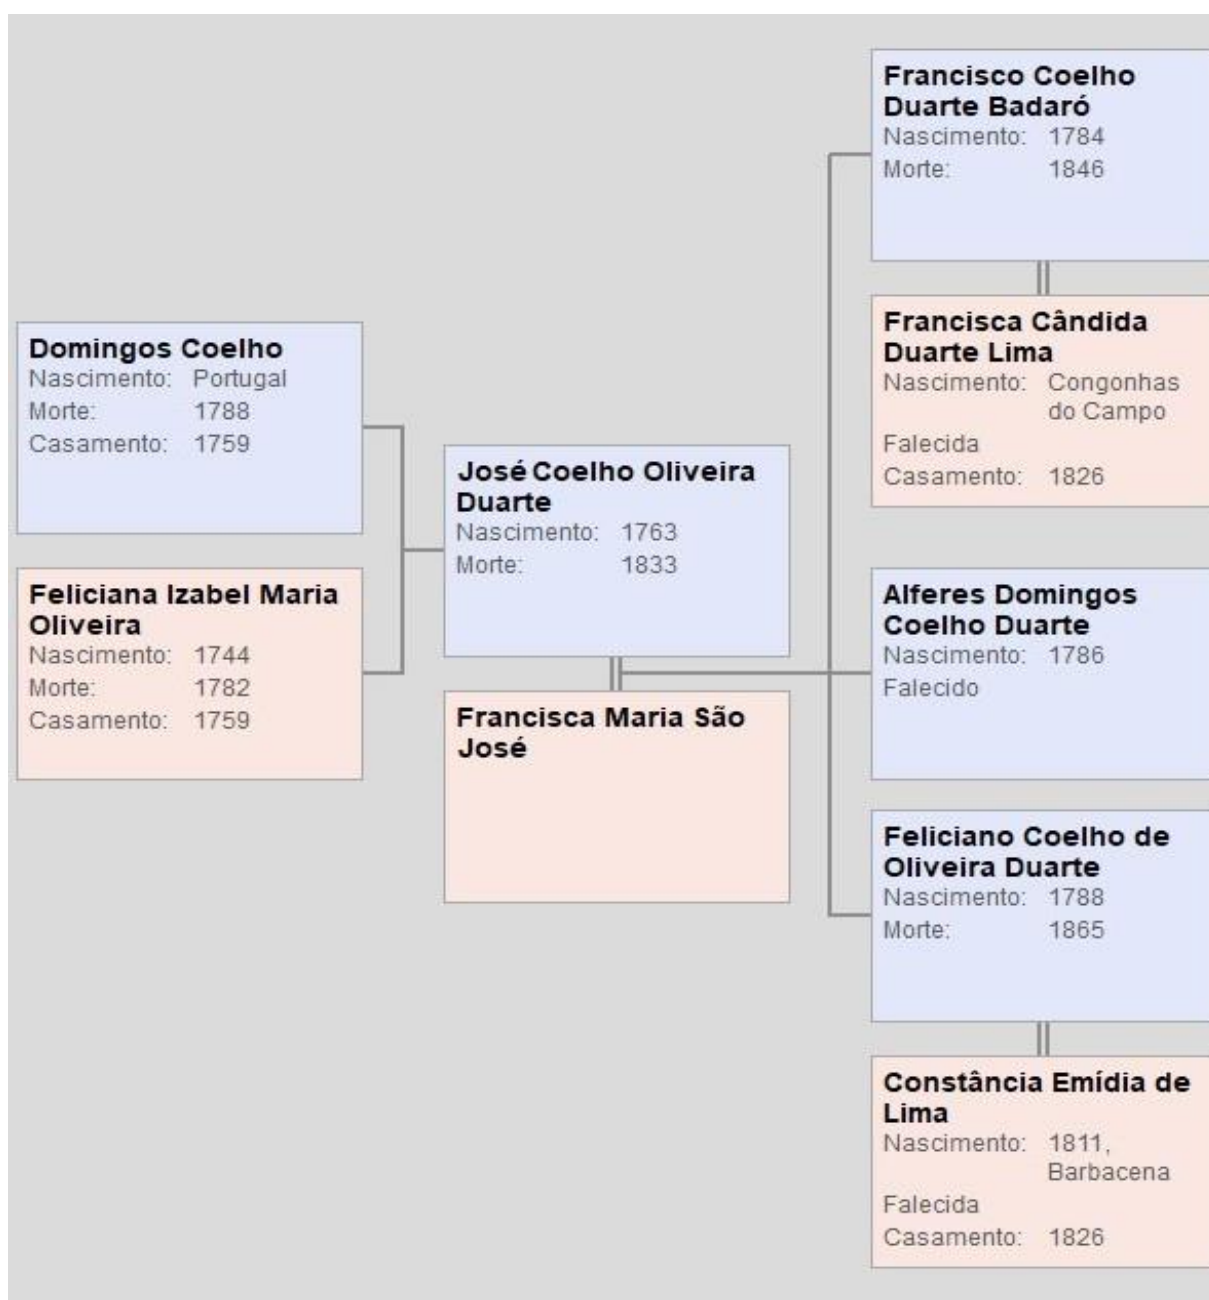 Domingos Coelho
Nascimento: Portugal
Morte: 1788
Casamento: 1759
Feliciana Izabel Maria
Oliveira
Nascimento: 1744
Morte: 1782
Casamento: 1759
José Coelho Oliveira
Duarte
Nascimento: 1763
Morte: 1833
Francisca Maria São
José
Francisco Coelho
Duarte Badaró
Nascimento: 1784
Morte: 1846
Francisca Cândida
Duarte Lima
Nascimento: Congonhas
do Campo
Falecida
Casamento: 1826
Alferes Domingos
Coelho Duarte
Nascimento: 1786
Falecido
Feliciano Coelho de
Oliveira Duarte
Nascimento: 1788
Morte: 1865
Constância Emídia de
Lima
Nascimento: 1811,
Barbacena
Falecida
Casamento: 1826